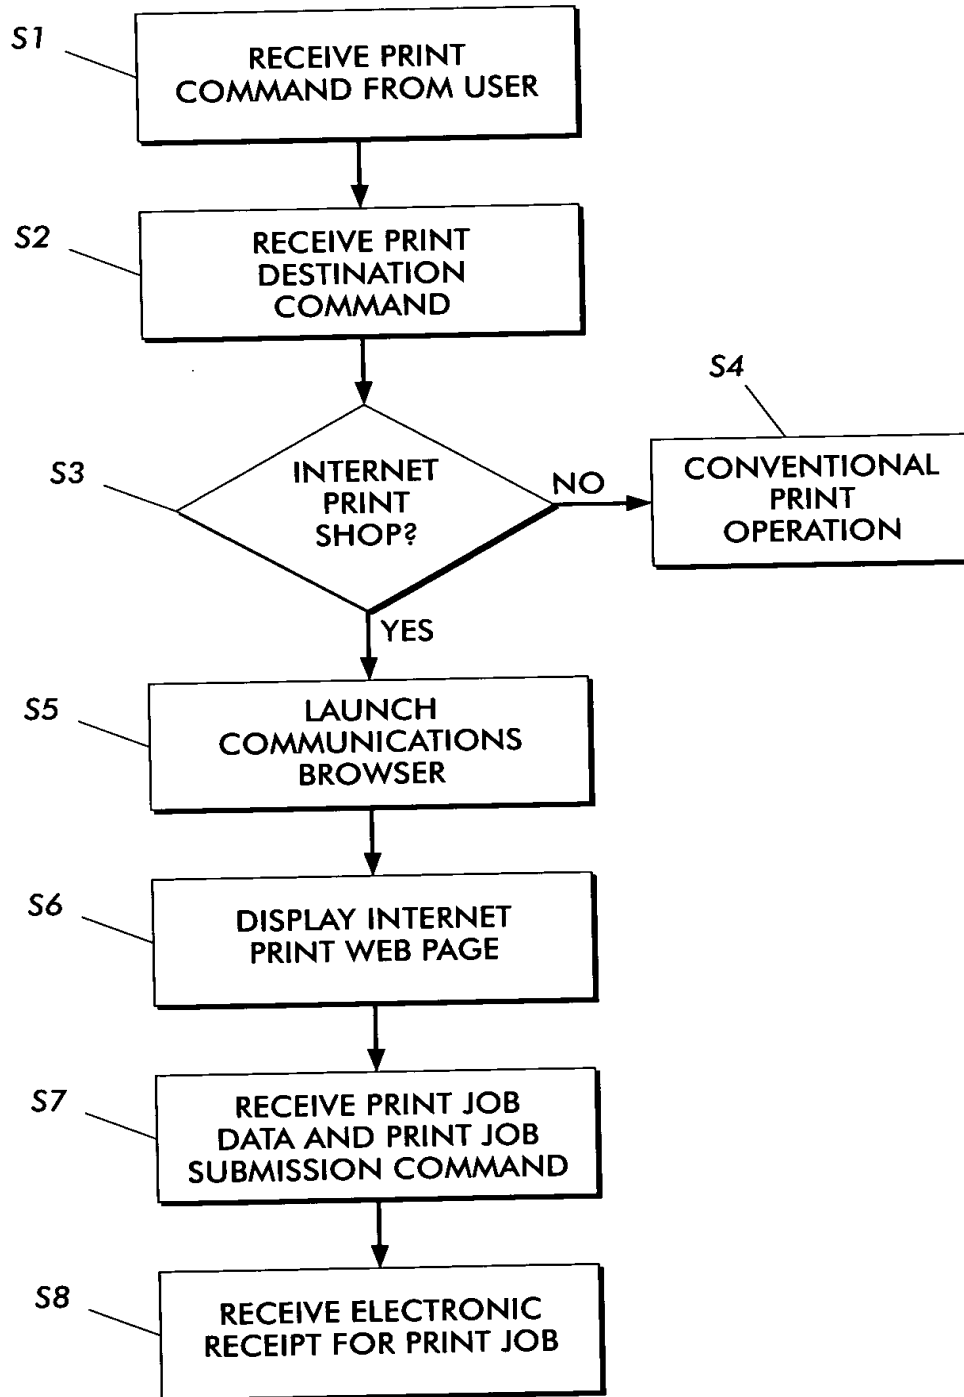 S1
RECEIVE PRINT
COMMAND FROM USER
S2
RECEIVE PRINT
DESTINATION
COMMAND
S3
INTERNET
PRINT
SHOP?
NO
S4
CONVENTIONAL
PRINT
OPERATION
YES
S5
LAUNCH
COMMUNICATIONS
BROWSER
S6
DISPLAY INTERNET
PRINT WEB PAGE
S7
RECEIVE PRINT JOB
DATA AND PRINT JOB
SUBMISSION COMMAND
S8
RECEIVE ELECTRONIC
RECEIPT FOR PRINT JOB